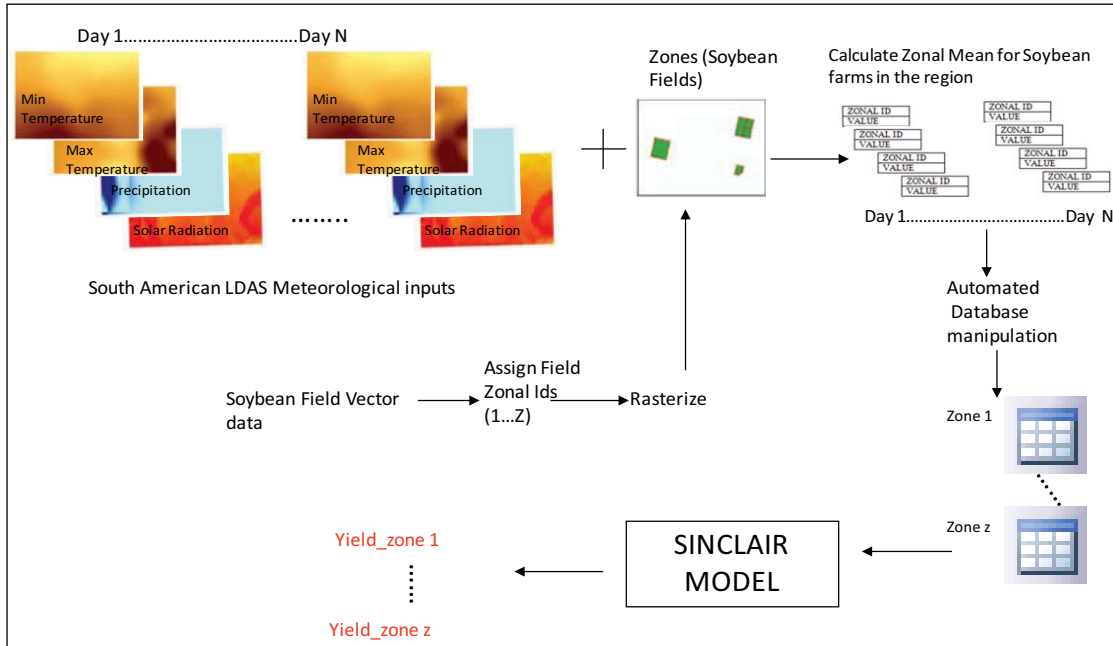 Day 1....................................Day N
Min
Temperature
Max
Temperature
Precipitation
Solar Radiation
........
Min
Temperature
Max
Temperature
Precipitation
Solar Radiation
South American LDAS Meteorological inputs
Zones (Soybean
Fields)
Calculate Zonal Mean for Soybean
farms in the region
ZONAL ID
VALUE
ZONAL ID
VALUE
ZONAL ID
VALUE
ZONAL ID
VALUE
ZONAL ID
VALUE
ZONAL ID
VALUE
ZONAL ID
VALUE
ZONAL ID
VALUE
Day 1....................................Day N
Automated
Database
manipulation
Soybean Field Vector
data
Assign Field
Zonal Ids
(1...Z)
Rasterize
Zone 1
Zone z
SINCLAIR
MODEL
Yield_zone 1
Yield_zone z